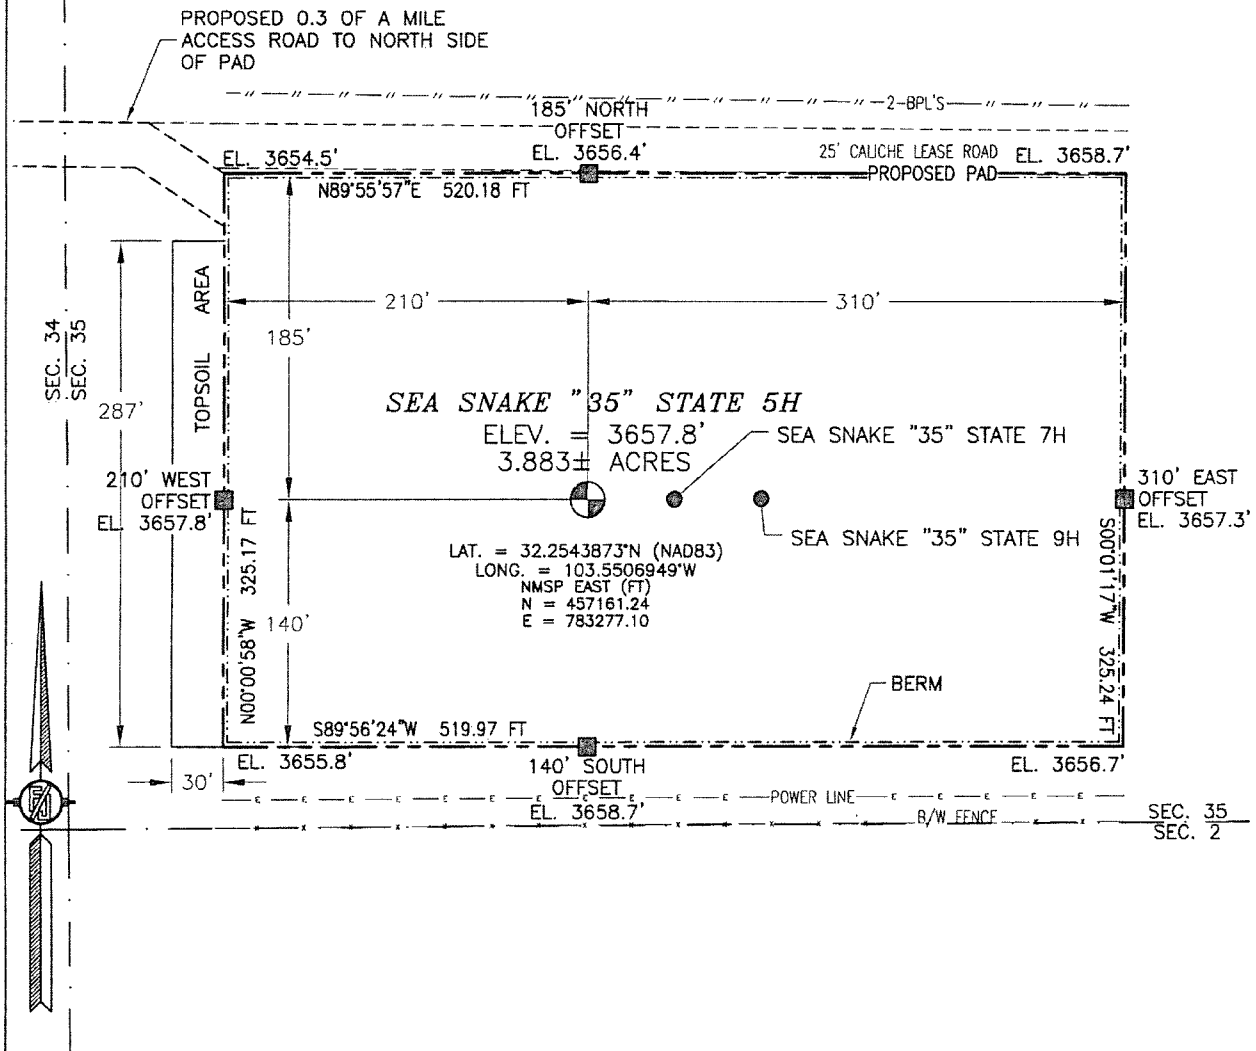 PROPOSED 0.3 OF A MILE
ACCESS ROAD TO NORTH SIDE
OF PAD
2-BPL'S
185' NORTH
OFFSET
EL. 3656.4'
EL. 3654.5'
25' CALICHE LEASE ROAD
EL. 3658.7'
PROPOSED PAD
N89°55'57"E 520.18 FT
210'
310'
185'
TOPSOIL AREA
SEC. 34
SEC. 35
287'
SEA SNAKE "35" STATE 5H
ELEV. = 3657.8'
3.883± ACRES
SEA SNAKE "35" STATE 7H
210' WEST
OFFSET
EL. 3657.8'
310' EAST
OFFSET
EL. 3657.3'
SEA SNAKE "35" STATE 9H
LAT. = 32.2543873°N (NAD83)
LONG. = 103.5506949°W
NMSP EAST (FT)
N = 457161.24
E = 783277.10
N00°00'58"W 325.17 FT
140'
S00°01'17"W 325.24 FT
BERM
S89°56'24"W 519.97 FT
EL. 3655.8'
140' SOUTH
OFFSET
EL. 3658.7'
EL. 3656.7'
30'
E E E E E E E E E POWER LINE E E E E E
B/W FENCE
SEC. 35
SEC. 2